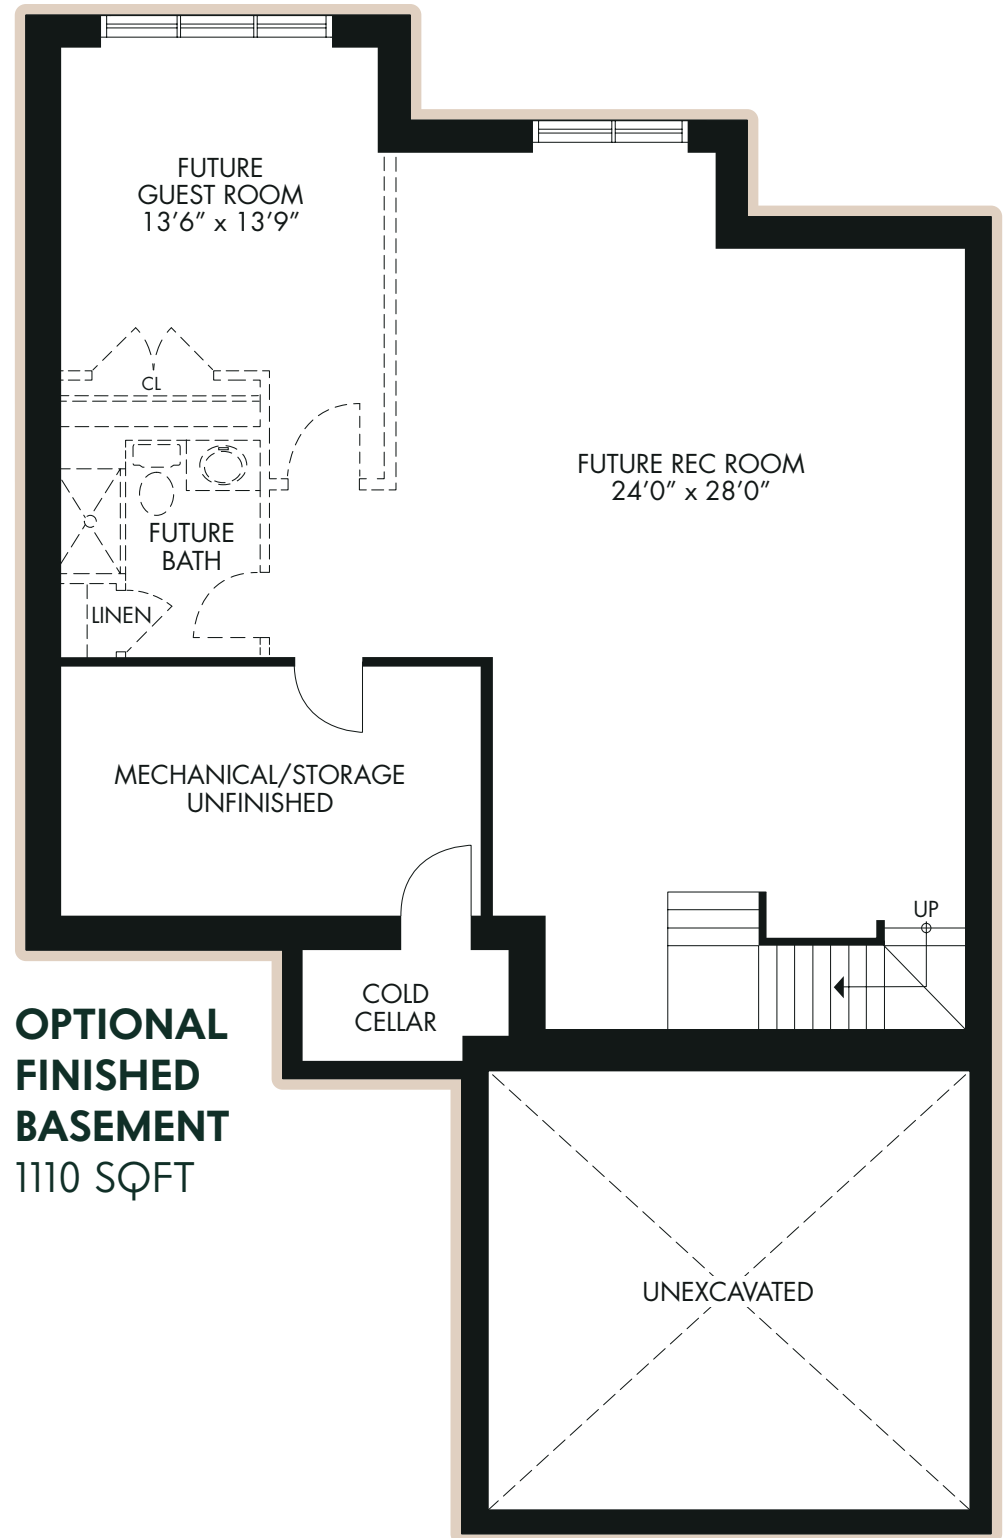 FUTURE
GUEST ROOM
13’6” x 13’9”
CL
FUTURE REC ROOM
24’0” x 28’0”
FUTURE
BATH
LINEN
MECHANICAL/STORAGE
UNFINISHED
UP
COLD
CELLAR
OPTIONAL
FINISHED
BASEMENT
1110 SQFT
UNEXCAVATED